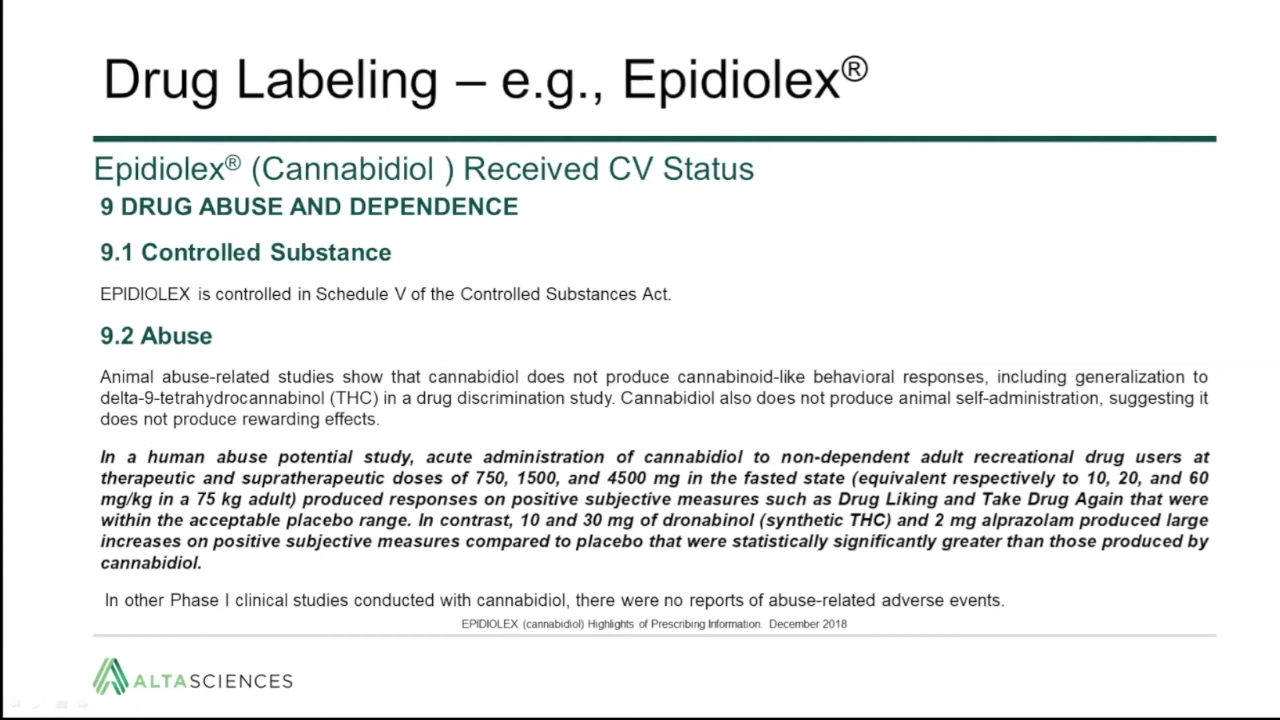 Drug Labeling – e.g., Epidiolex®
Epidiolex® (Cannabidiol ) Received CV Status
9 DRUG ABUSE AND DEPENDENCE
9.1 Controlled Substance
EPIDIOLEX is controlled in Schedule V of the Controlled Substances Act.
9.2 Abuse
Animal abuse-related studies show that cannabidiol does not produce cannabinoid-like behavioral responses, including generalization to
delta-9-tetrahydrocannabinol (THC) in a drug discrimination study. Cannabidiol also does not produce animal self-administration, suggesting it
does not produce rewarding effects.
In a human abuse potential study, acute administration of cannabidiol to non-dependent adult recreational drug users at
therapeutic and supratherapeutic doses of 750, 1500, and 4500 mg in the fasted state (equivalent respectively to 10, 20, and 60
mg/kg in a 75 kg adult) produced responses on positive subjective measures such as Drug Liking and Take Drug Again that were
within the acceptable placebo range. In contrast, 10 and 30 mg of dronabinol (synthetic THC) and 2 mg alprazolam produced large
increases on positive subjective measures compared to placebo that were statistically significantly greater than those produced by
cannabidiol.
In other Phase I clinical studies conducted with cannabidiol, there were no reports of abuse-related adverse events.
EPIDIOLEX (cannabidiol) Highlights of Prescribing Information. December 2018
ALTASCIENCES